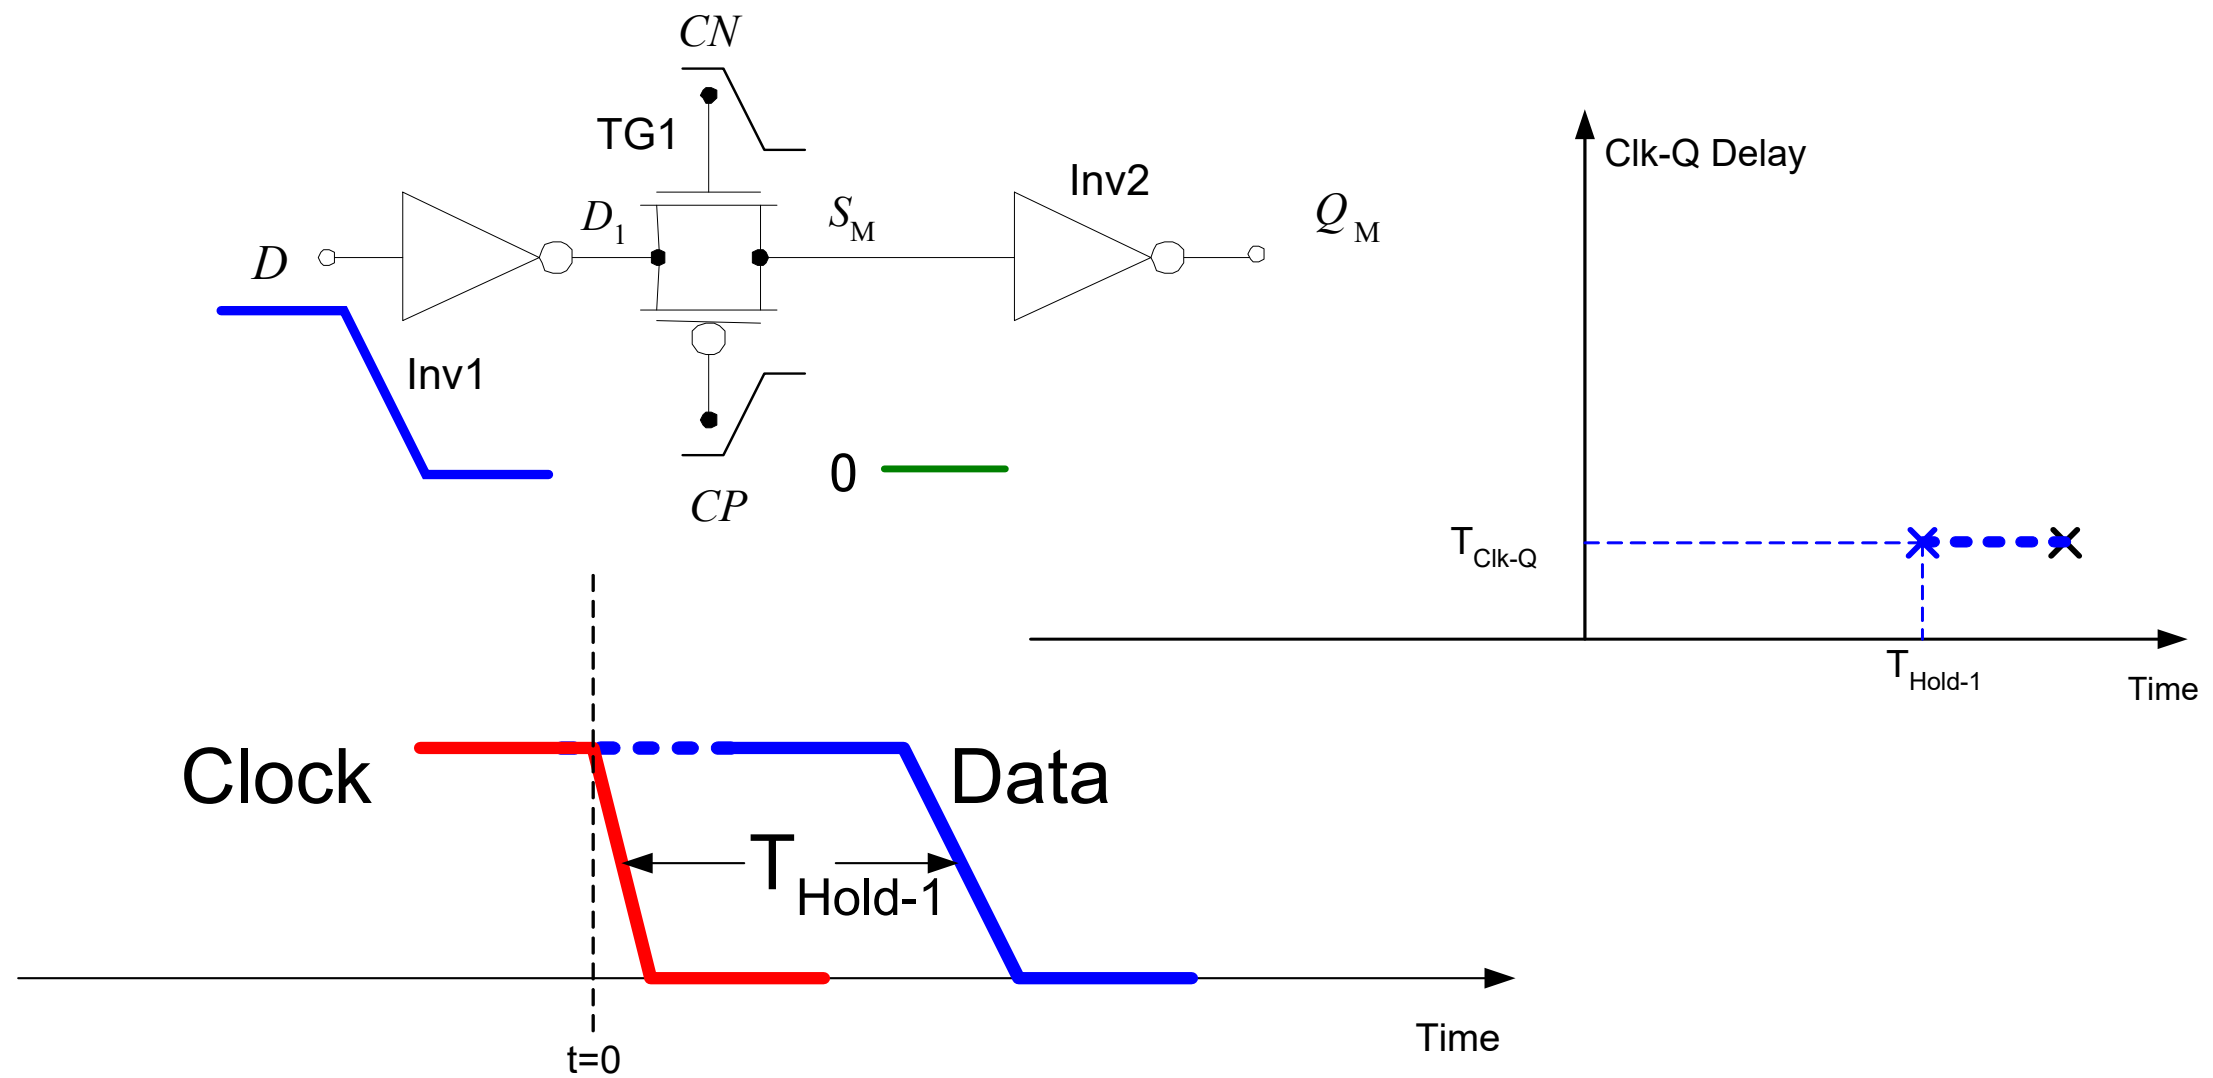 CN
TG1
Inv2
D
D1
SM
QM
Inv1
0
CP
Clk-Q Delay
TClk-Q
THold-1
Time
Clock
Data
THold-1
Time
t=0